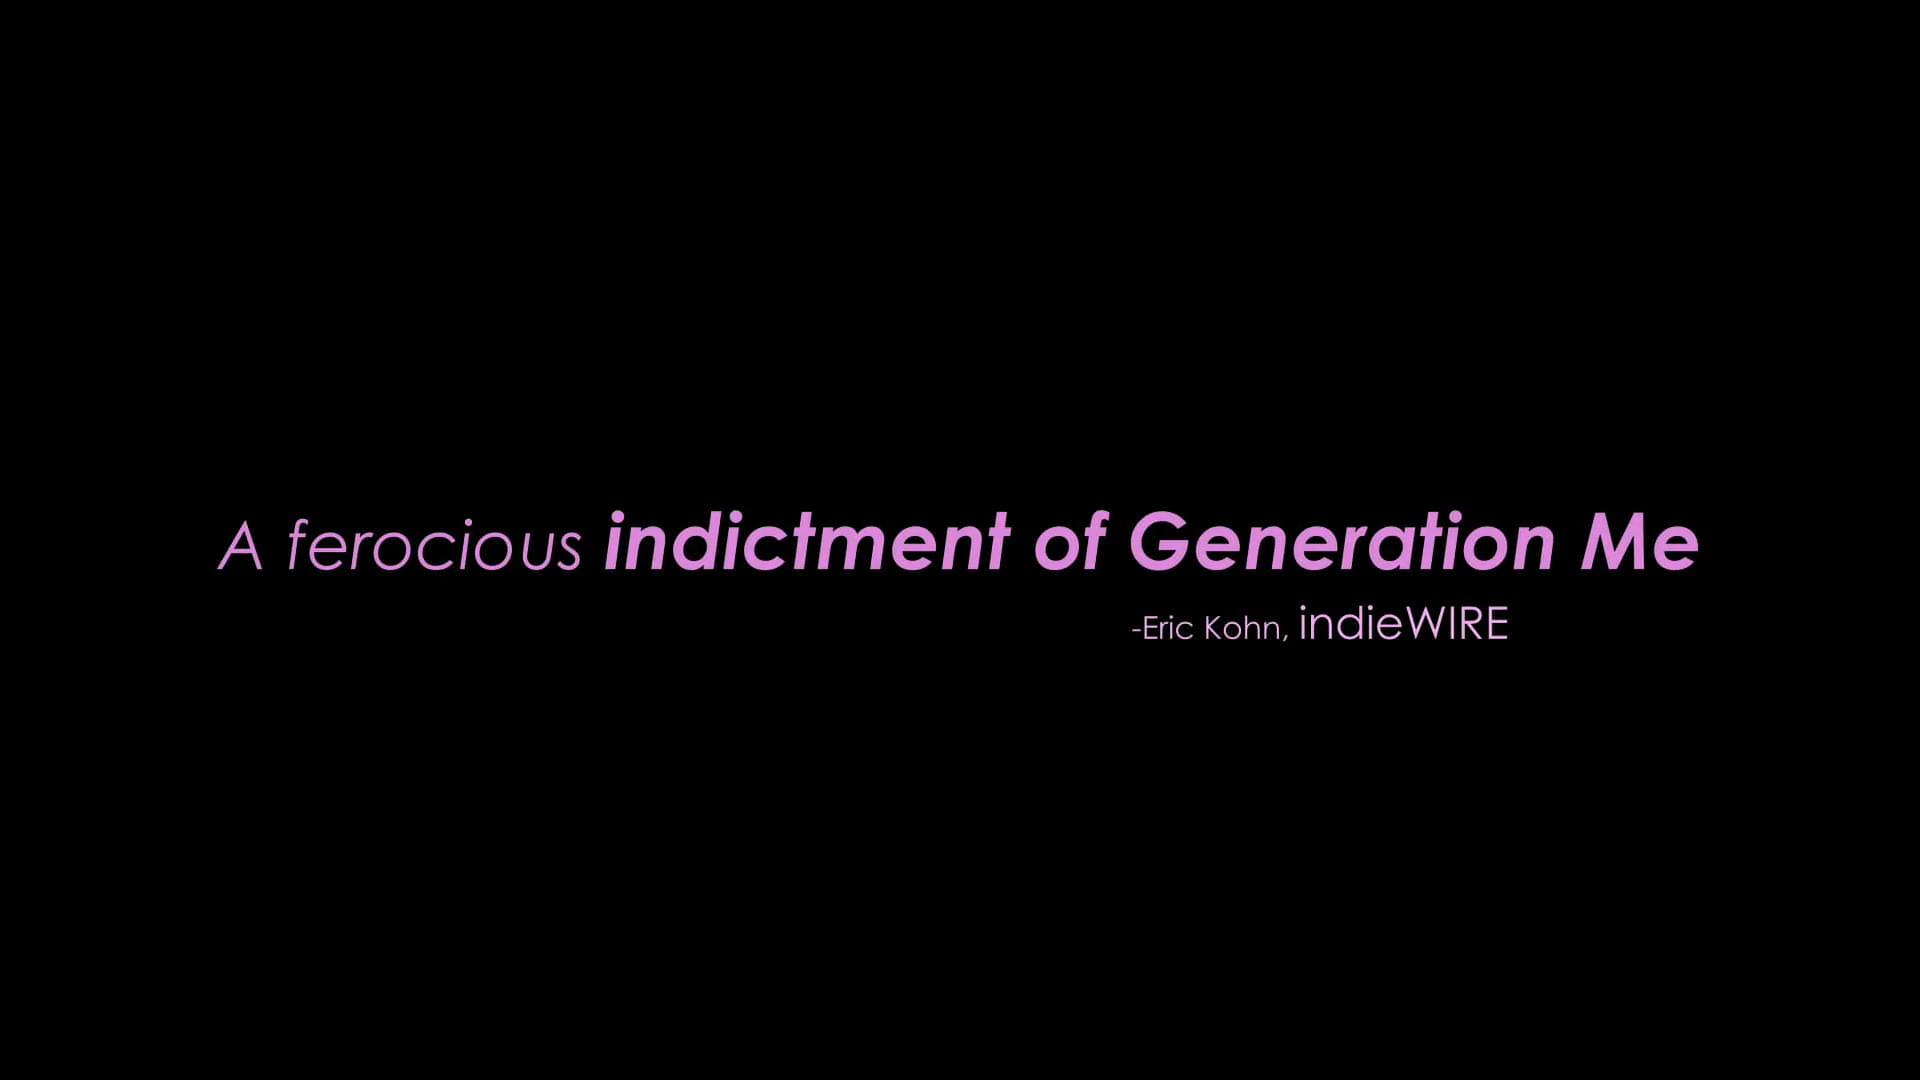 A ferocious indictment of Generation Me
-Eric Kohn, indieWIRE